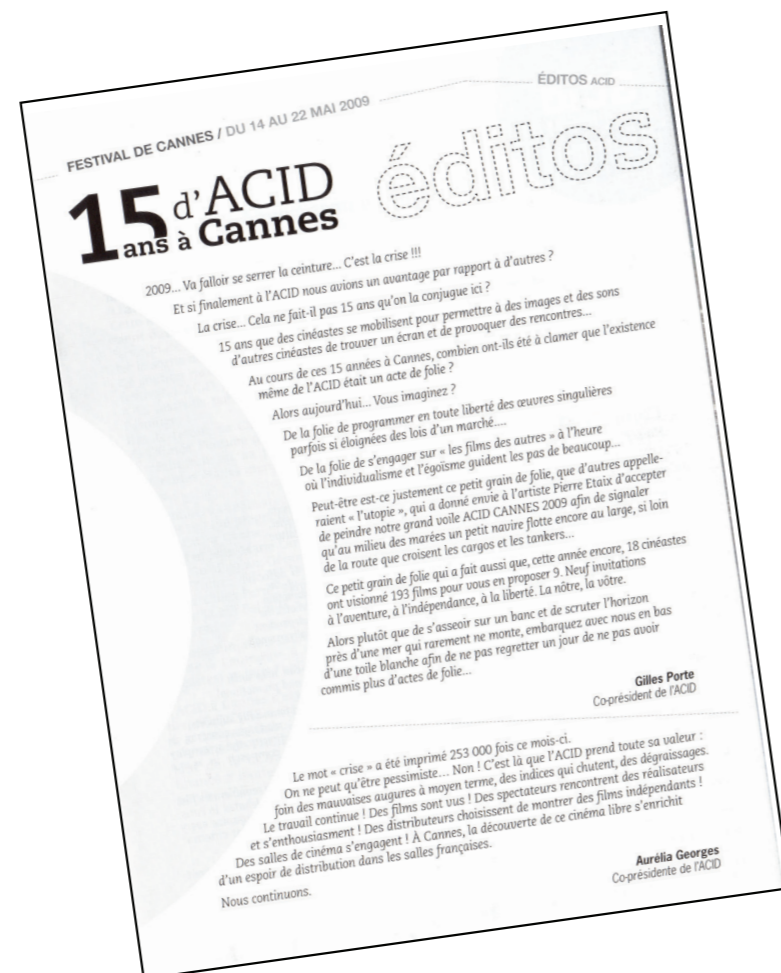 FESTIVAL DE CANNES / DU 14 AU 22 MAI 2009
ÉDITOS ACID
15 ans d'ACID à Cannes
éditos
2009... Va falloir se serrer la ceinture... C'est la crise !!!
Et si finalement à l'ACID nous avions un avantage par rapport à d'autres ?
La crise... Cela ne fait-il pas 15 ans qu'on la conjugue ici ?
15 ans que des cinéastes se mobilisent pour permettre à des images et des sons
d'autres cinéastes de trouver un écran et de provoquer des rencontres...
Au cours de ces 15 années à Cannes, combien ont-ils été à clamer que l'existence
même de l'ACID était un acte de folie ?
Alors aujourd'hui... Vous imaginez ?
De la folie de programmer en toute liberté des œuvres singulières
parfois si éloignées des lois d'un marché....
De la folie de s'engager sur « les films des autres » à l'heure
où l'individualisme et l'égoïsme guident les pas de beaucoup...
Peut-être est-ce justement ce petit grain de folie, que d'autres appelle-
raient « l'utopie », qui a donné envie à l'artiste Pierre Etaix d'accepter
de peindre notre grand voile ACID CANNES 2009 afin de signaler
qu'au milieu des marées un petit navire flotte encore au large, si loin
de la route que croisent les cargos et les tankers...
Ce petit grain de folie qui a fait aussi que, cette année encore, 18 cinéastes
ont visionné 193 films pour vous en proposer 9. Neuf invitations
à l'aventure, à l'indépendance, à la liberté. La nôtre, la vôtre.
Alors plutôt que de s'asseoir sur un banc et de scruter l'horizon
près d'une mer qui rarement ne monte, embarquez avec nous en bas
d'une toile blanche afin de ne pas regretter un jour de ne pas avoir
commis plus d'actes de folie...
Gilles Porte
Co-président de l'ACID
Le mot « crise » a été imprimé 253 000 fois ce mois-ci.
On ne peut qu'être pessimiste... Non ! C'est là que l'ACID prend toute sa valeur :
foin des mauvaises augures à moyen terme, des indices qui chutent, des dégraissages.
Le travail continue ! Des films sont vus ! Des spectateurs rencontrent des réalisateurs
et s'enthousiasment ! Des distributeurs choisissent de montrer des films indépendants !
Des salles de cinéma s'engagent ! À Cannes, la découverte de ce cinéma libre s'enrichit
d'un espoir de distribution dans les salles françaises.
Nous continuons.
Aurélia Georges
Co-présidente de l'ACID